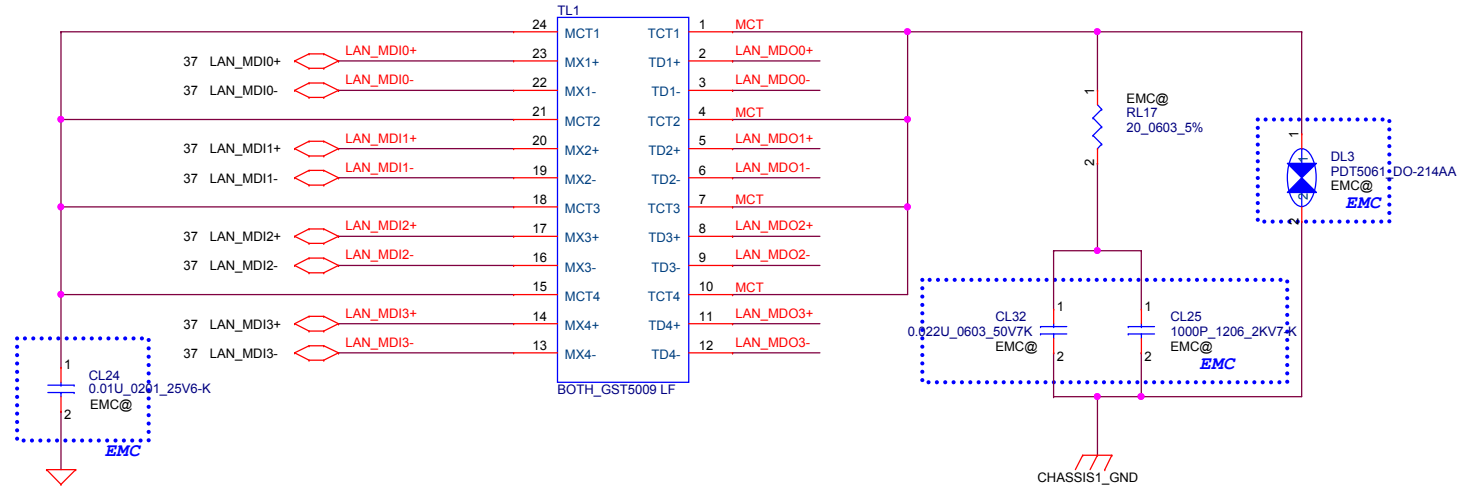 TL1
24 MCT1 TCT1 1 MCT
37 LAN_MDI0+ LAN_MDI0+ 23 MX1+ TD1+ 2 LAN_MDO0+
37 LAN_MDI0- LAN_MDI0- 22 MX1- TD1- 3 LAN_MDO0-
21 MCT2 TCT2 4 MCT
37 LAN_MDI1+ LAN_MDI1+ 20 MX2+ TD2+ 5 LAN_MDO1+
37 LAN_MDI1- LAN_MDI1- 19 MX2- TD2- 6 LAN_MDO1-
18 MCT3 TCT3 7 MCT
37 LAN_MDI2+ LAN_MDI2+ 17 MX3+ TD3+ 8 LAN_MDO2+
37 LAN_MDI2- LAN_MDI2- 16 MX3- TD3- 9 LAN_MDO2-
15 MCT4 TCT4 10 MCT
37 LAN_MDI3+ LAN_MDI3+ 14 MX4+ TD4+ 11 LAN_MDO3+
37 LAN_MDI3- LAN_MDI3- 13 MX4- TD4- 12 LAN_MDO3-
BOTH_GST5009 LF
1
CL24
0.01U_0201_25V6-K
EMC@
2
EMC
1
EMC@
RL17
20_0603_5%
2
1
1
DL3
PDT5061_DO-214AA
EMC@
EMC
2
2
1
CL32
0.022U_0603_50V7K
EMC@
2
1
CL25
1000P_1206_2KV7-K
EMC@
2
EMC
CHASSIS1_GND